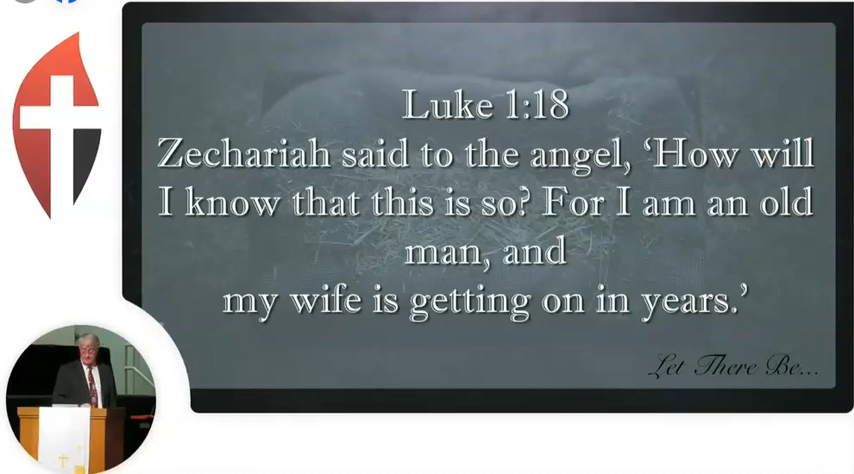 Luke 1:18
Zechariah said to the angel, ‘How will
I know that this is so? For I am an old
man, and
my wife is getting on in years.’
Let There Be...